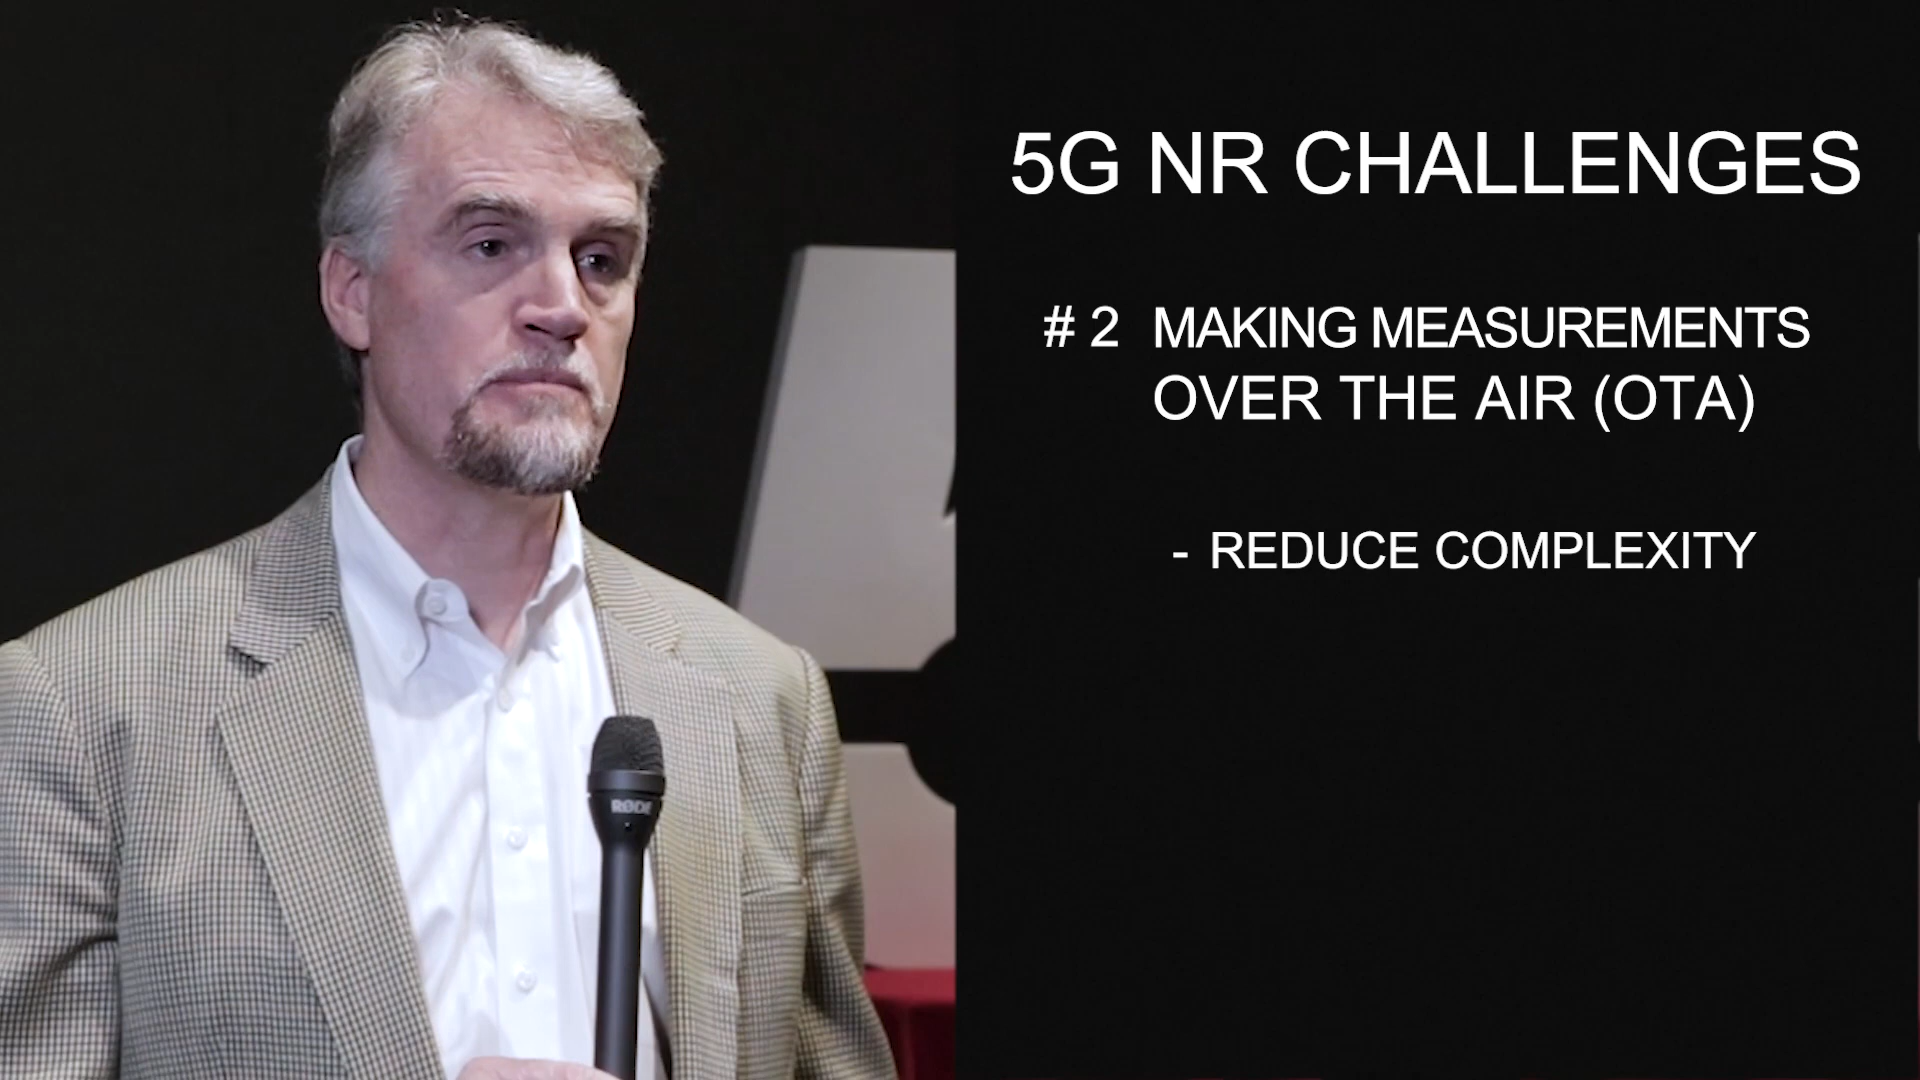 5G NR CHALLENGES
# 2 MAKING MEASUREMENTS
OVER THE AIR (OTA)
- REDUCE COMPLEXITY
RØDE